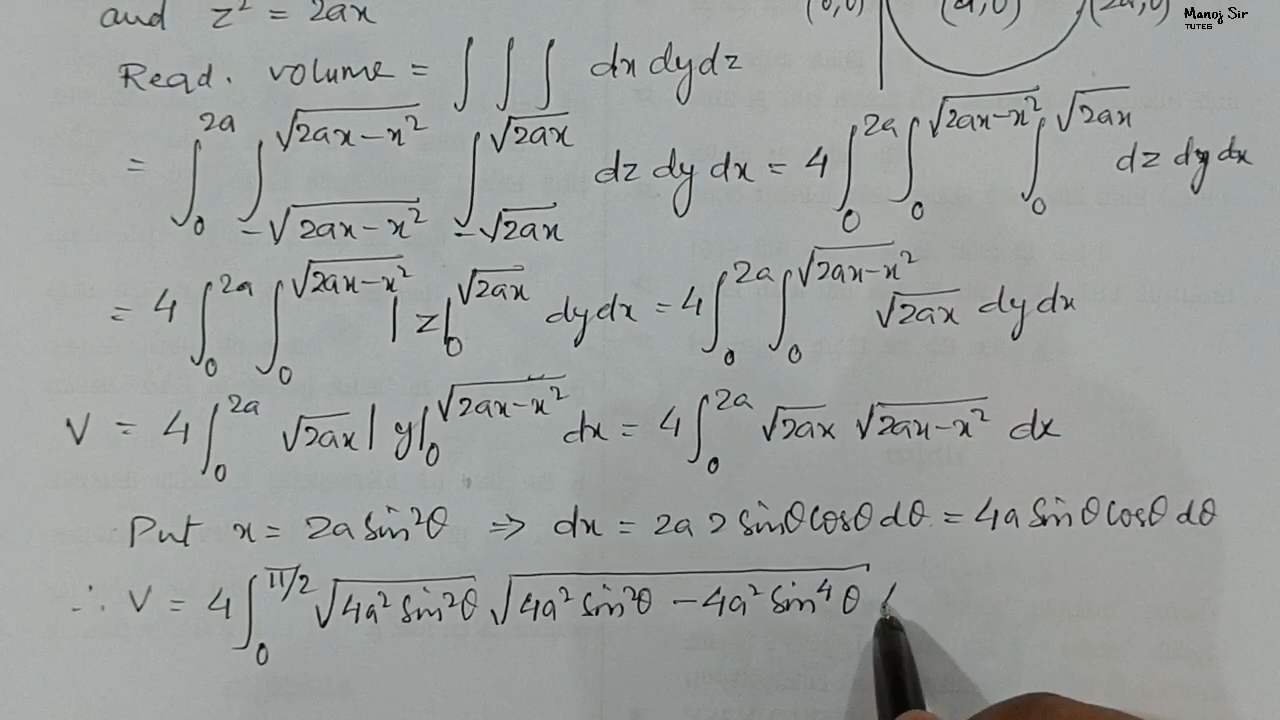 and z² = 2ax
(0,0) (a,0) (2a,0)
Manoj Sir
TUTES
Reqd. volume = ∫ ∫ ∫ dx dy dz
= ∫₀^{2a} ∫_{-√(2ax-x²)}^{√(2ax-x²)} ∫_{-√(2ax)}^{√(2ax)} dz dy dx = 4 ∫₀^{2a} ∫₀^{√(2ax-x²)} ∫₀^{√(2ax)} dz dy dx
= 4 ∫₀^{2a} ∫₀^{√(2ax-x²)} |z|₀^{√(2ax)} dy dx = 4 ∫₀^{2a} ∫₀^{√(2ax-x²)} √(2ax) dy dx
V = 4 ∫₀^{2a} √(2ax) |y|₀^{√(2ax-x²)} dx = 4 ∫₀^{2a} √(2ax) √(2ax-x²) dx
Put x = 2a sin²θ ⇒ dx = 2a 2 sinθ cosθ dθ = 4a sinθ cosθ dθ
∴ V = 4 ∫₀^{π/2} √(4a² sin²θ) √(4a² sin²θ - 4a² sin⁴θ)